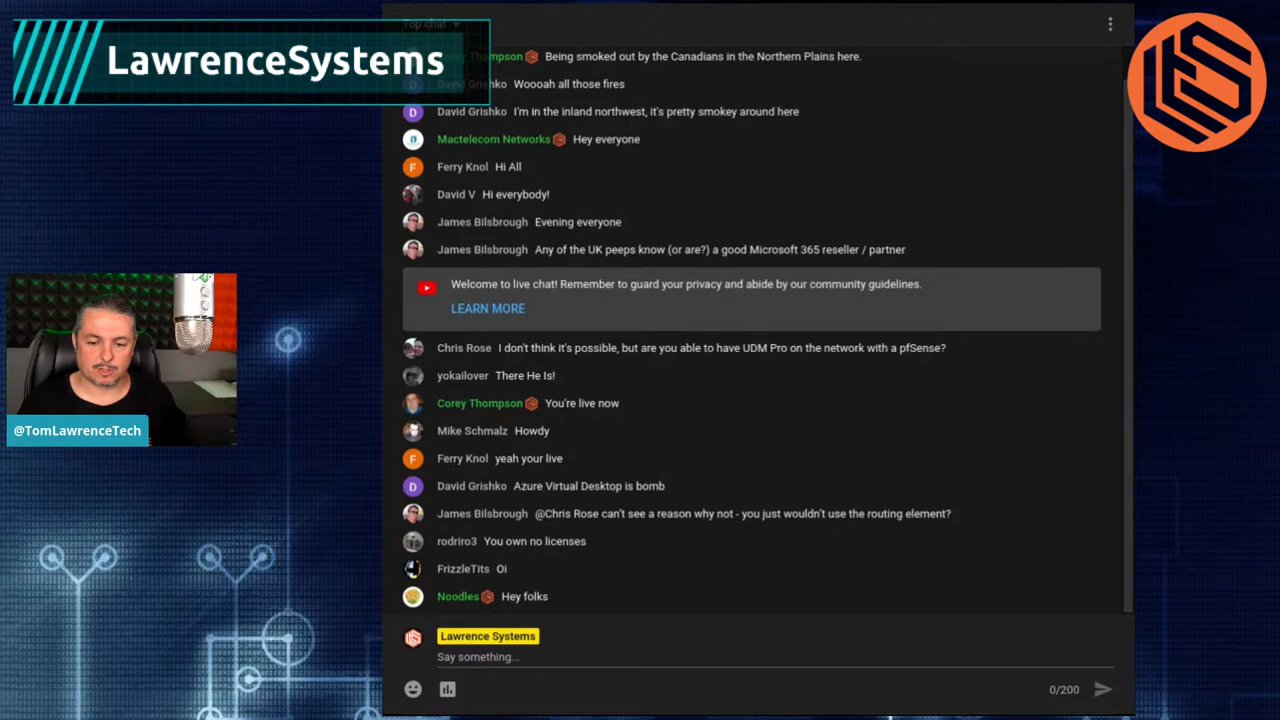 LawrenceSystems
Top chat
Thompson Being smoked out by the Canadians in the Northern Plains here.
David Grishko Woooah all those fires
David Grishko I'm in the inland northwest, it's pretty smokey around here
Mactelecom Networks Hey everyone
Ferry Knol Hi All
David V Hi everybody!
James Bilsbrough Evening everyone
James Bilsbrough Any of the UK peeps know (or are?) a good Microsoft 365 reseller / partner
Welcome to live chat! Remember to guard your privacy and abide by our community guidelines.
LEARN MORE
Chris Rose I don't think it's possible, but are you able to have UDM Pro on the network with a pfSense?
yokailover There He Is!
Corey Thompson You're live now
@TomLawrenceTech
Mike Schmalz Howdy
Ferry Knol yeah your live
David Grishko Azure Virtual Desktop is bomb
James Bilsbrough @Chris Rose can't see a reason why not - you just wouldn't use the routing element?
rodriro3 You own no licenses
FrizzleTits Oi
Noodles Hey folks
Lawrence Systems
Say something...
0/200